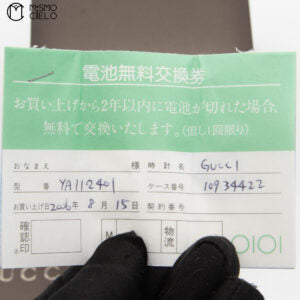 MISMO
CIELO
電池無料交換券
お買い上げから2年以内に電池が切れた場合、
無料で交換いたします。(但し1回限り)
おなまえ 様 時計名 GUCCI
型番 YA112401 ケース番号 10934422
お買い上げ日 2006年 8月 15日 契約番号
確認印 M 物流 OIOI
UCC